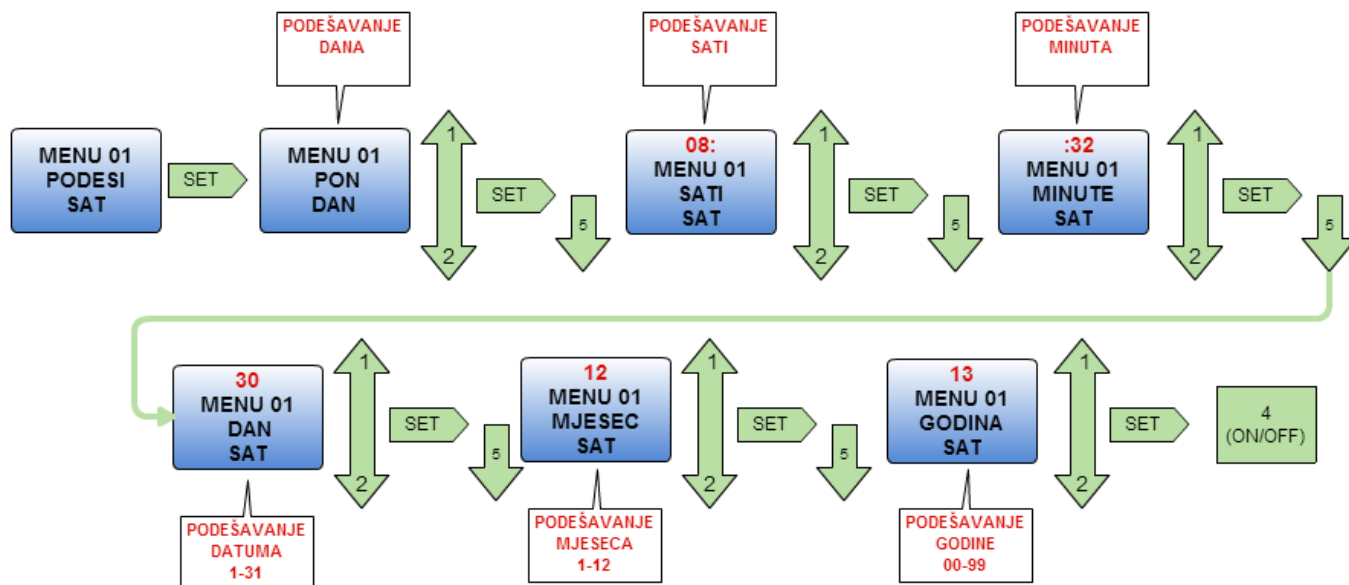 PODEŠAVANJE
DANA
PODEŠAVANJE
SATI
PODEŠAVANJE
MINUTA
MENU 01
PODESI
SAT
SET
MENU 01
PON
DAN
1
2
SET
5
08:
MENU 01
SATI
SAT
1
2
SET
5
:32
MENU 01
MINUTE
SAT
1
2
SET
5
30
MENU 01
DAN
SAT
1
2
SET
5
12
MENU 01
MJESEC
SAT
1
2
SET
5
13
MENU 01
GODINA
SAT
1
2
SET
4
(ON/OFF)
PODEŠAVANJE
DATUMA
1-31
PODEŠAVANJE
MJESECA
1-12
PODEŠAVANJE
GODINE
00-99